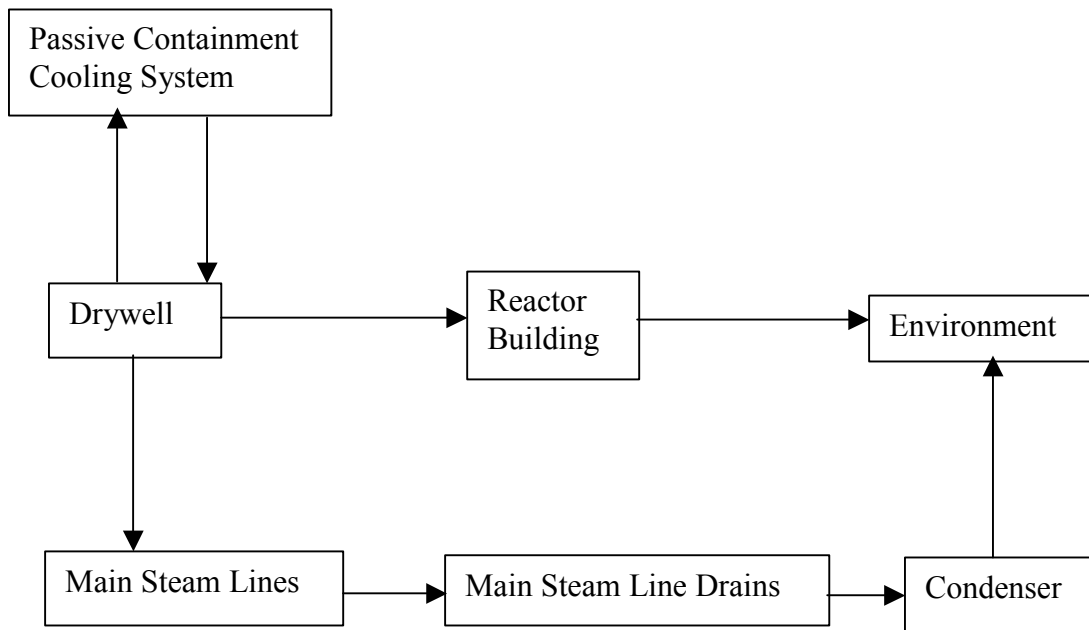 Passive Containment
Cooling System
Drywell
Reactor
Building
Environment
Main Steam Lines
Main Steam Line Drains
Condenser